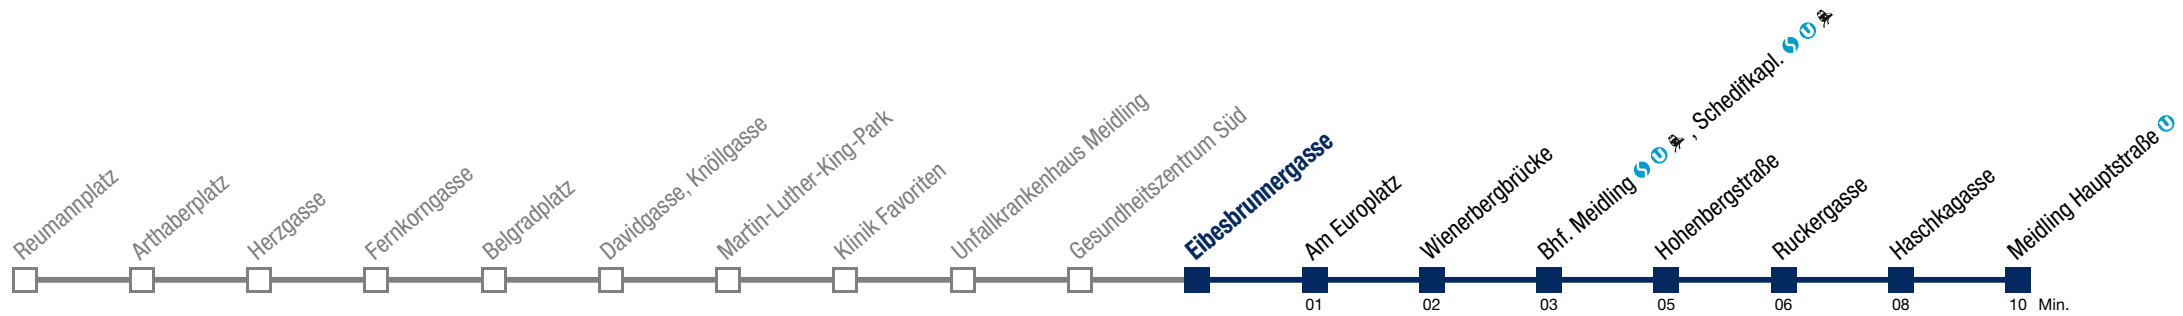 Reumannplatz
Arthaberplatz
Herzgasse
Fernkorngasse
Belgradplatz
Davidgasse, Knöllgasse
Martin-Luther-King-Park
Klinik Favoriten
Unfallkrankenhaus Meidling
Gesundheitszentrum Süd
Eibesbrunnergasse
Am Europlatz
Wienerbergbrücke
Bhf. Meidling S U , Schedifkapl. S U
Hohenbergstraße
Ruckergasse
Haschkagasse
Meidling Hauptstraße U
01 02 03 05 06 08 10 Min.